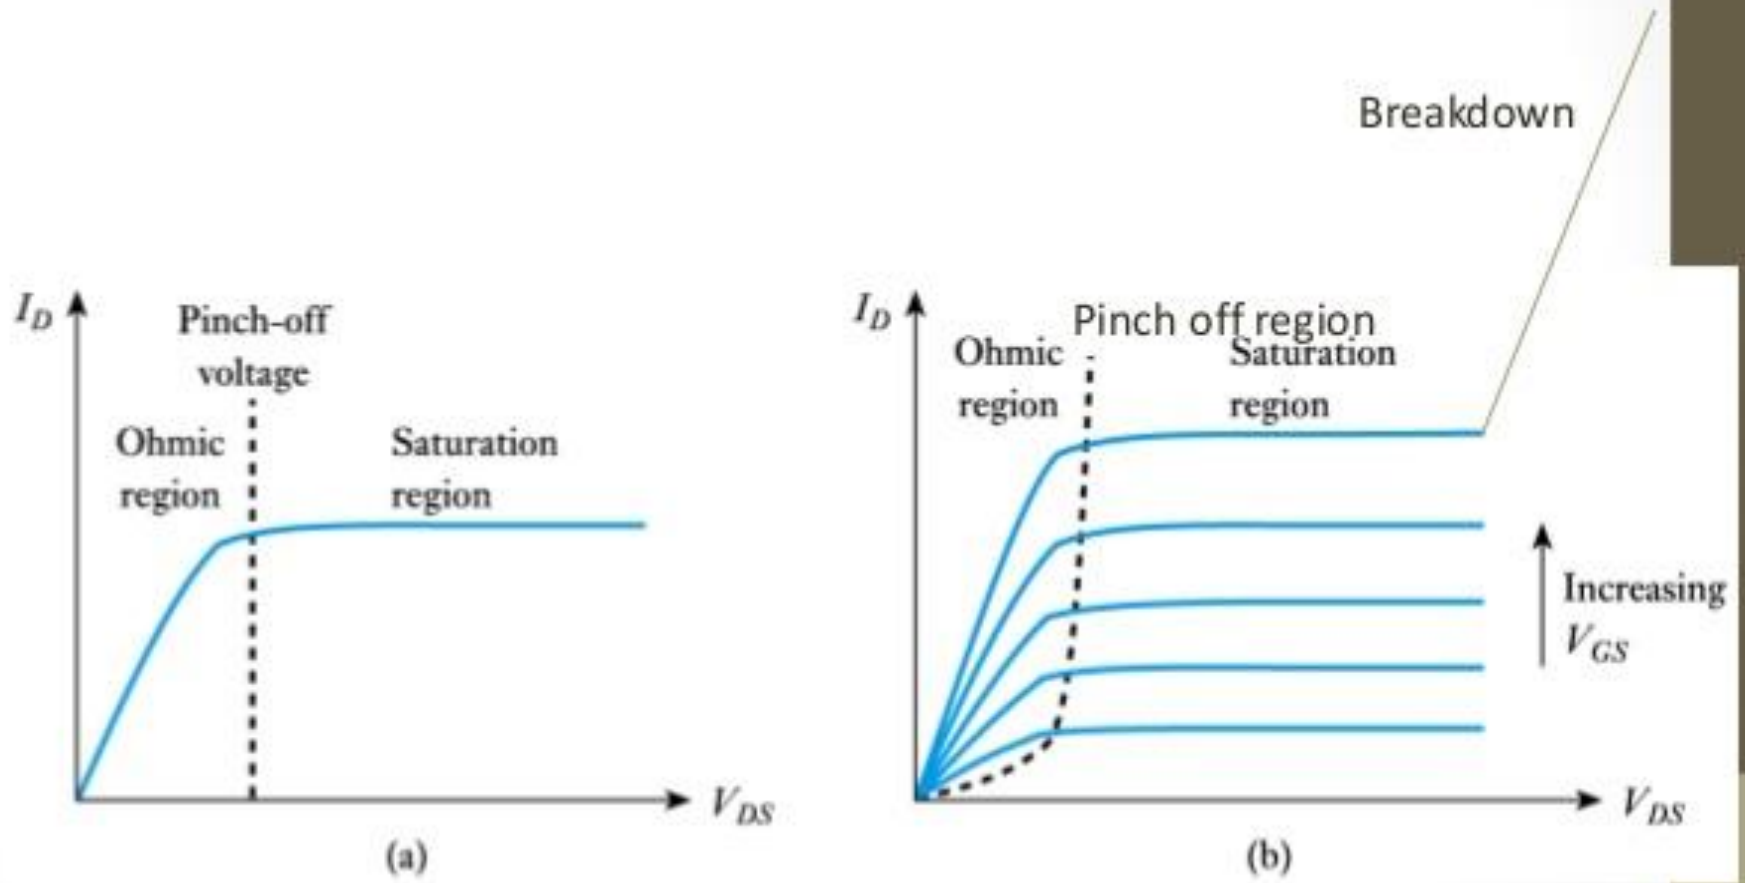 I_D
Pinch-off
voltage
Ohmic
region
Saturation
region
V_DS
(a)
Breakdown
I_D
Pinch off region
Ohmic
region
Saturation
region
Increasing
V_GS
V_DS
(b)